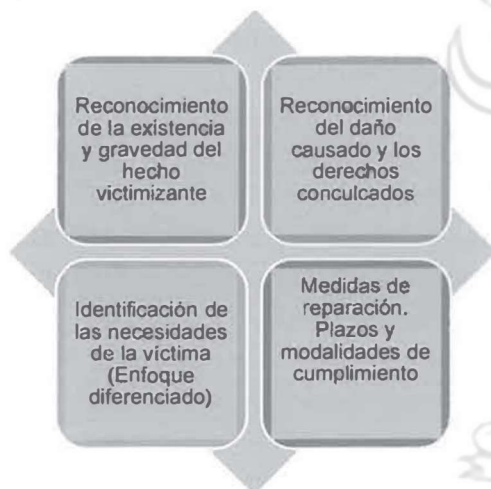 Reconocimiento
de la existencia
y gravedad del
hecho
victimizante
Reconocimiento
del daño
causado y los
derechos
conculcados
Identificación de
las necesidades
de la víctima
(Enfoque
diferenciado)
Medidas de
reparación.
Plazos y
modalidades de
cumplimiento